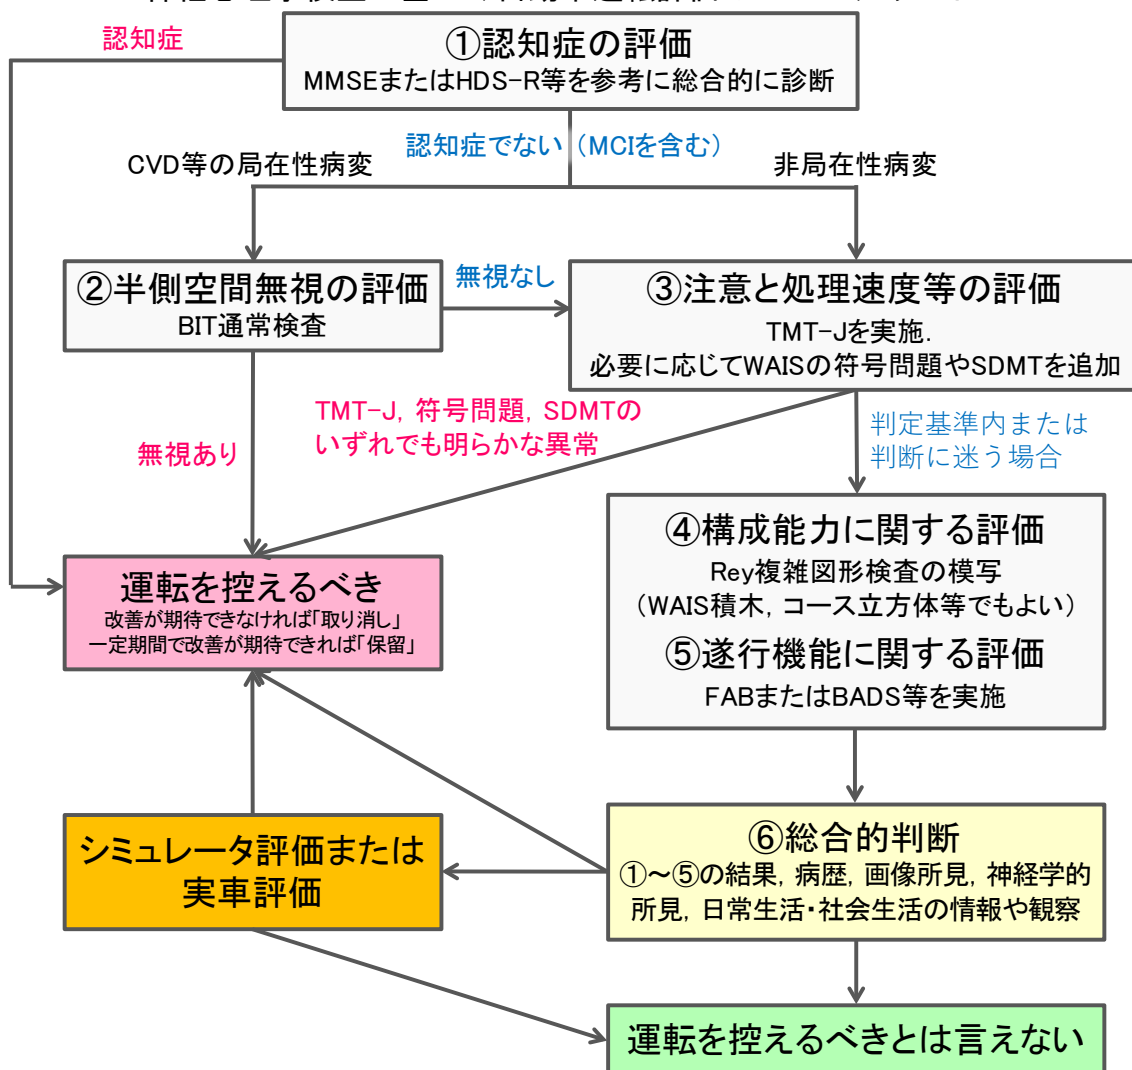 認知症
①認知症の評価
MMSEまたはHDS-R等を参考に総合的に診断
認知症でない（MCIを含む）
CVD等の局在性病変
非局在性病変
②半側空間無視の評価
BIT通常検査
無視なし
③注意と処理速度等の評価
TMT-Jを実施.
必要に応じてWAISの符号問題やSDMTを追加
TMT-J, 符号問題, SDMTの
いずれでも明らかな異常
無視あり
判定基準内または
判断に迷う場合
④構成能力に関する評価
Rey複雑図形検査の模写
（WAIS積木, コース立方体等でもよい）
⑤遂行機能に関する評価
FABまたはBADS等を実施
運転を控えるべき
改善が期待できなければ「取り消し」
一定期間で改善が期待できれば「保留」
シミュレータ評価または
実車評価
⑥総合的判断
①～⑤の結果, 病歴, 画像所見, 神経学的
所見, 日常生活・社会生活の情報や観察
運転を控えるべきとは言えない